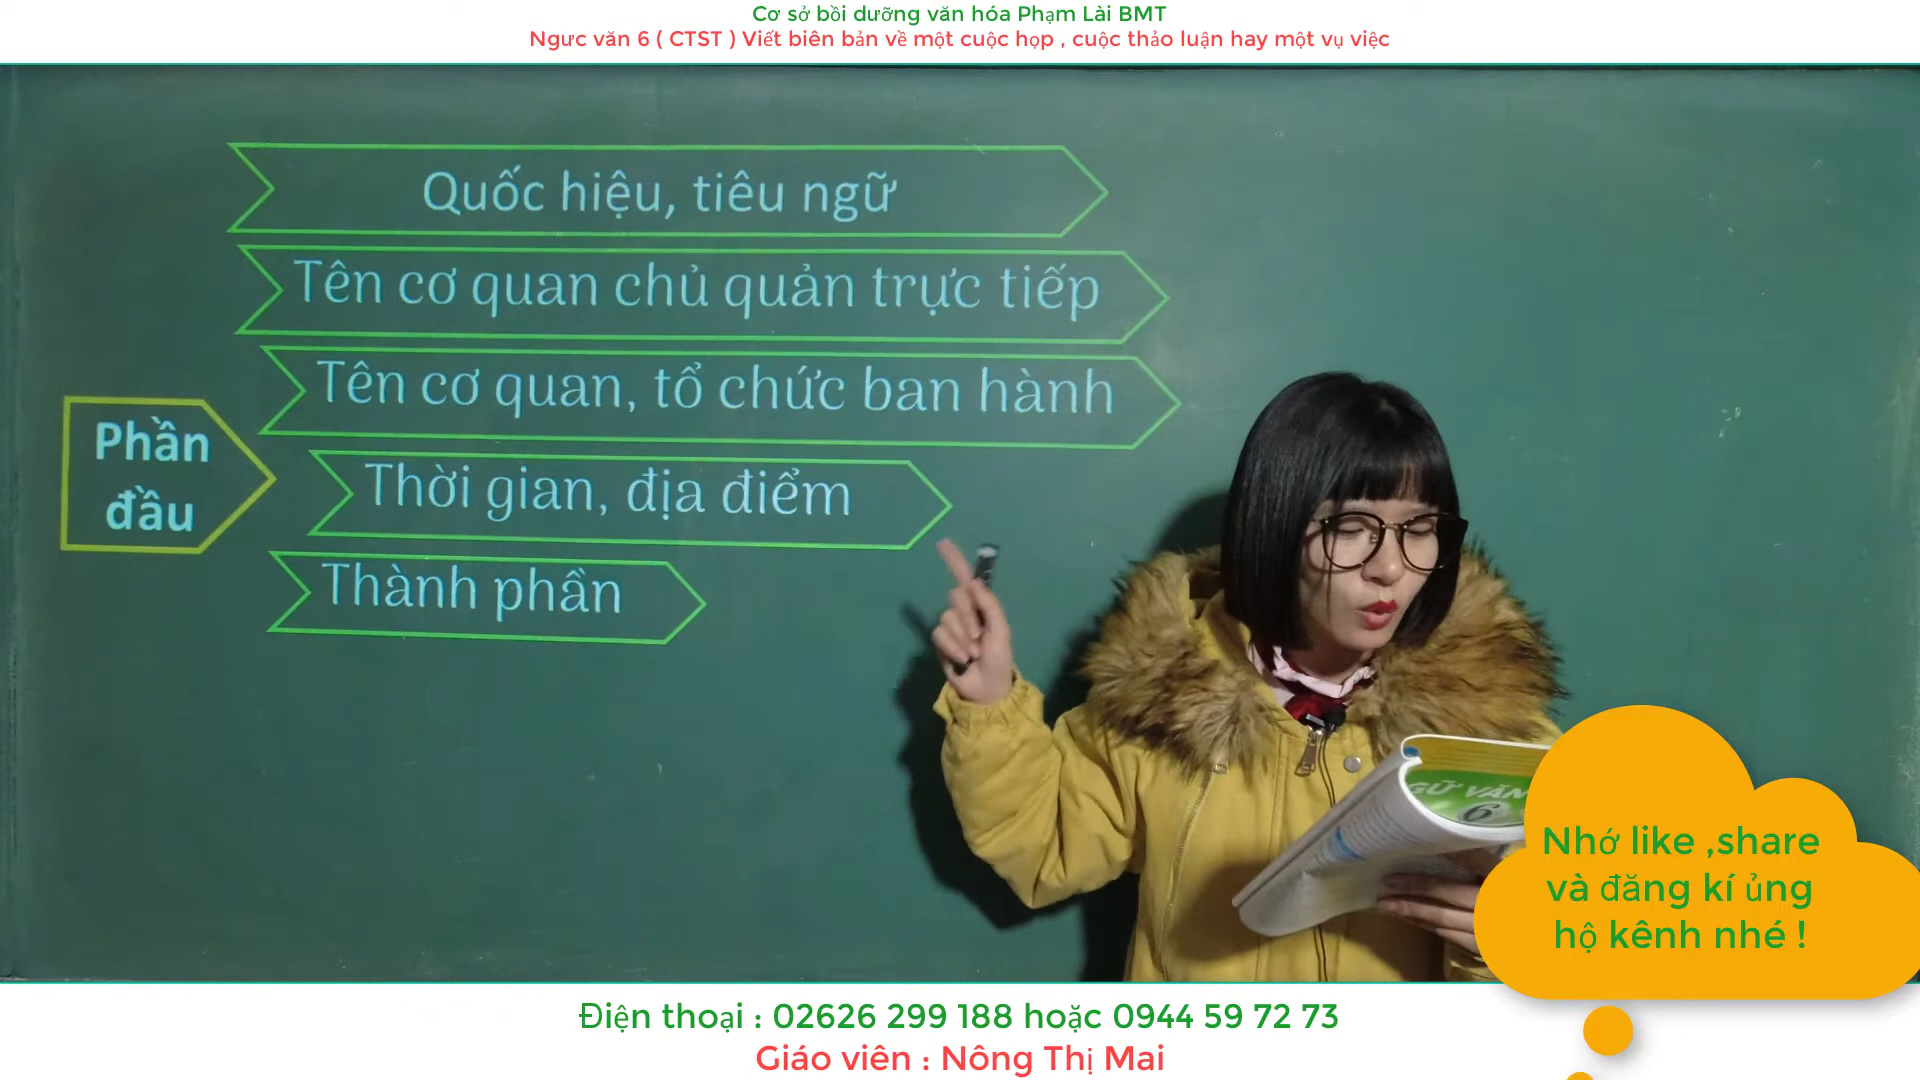 Cơ sở bồi dưỡng văn hóa Phạm Lài BMT
Ngưc văn 6 ( CTST ) Viết biên bản về một cuộc họp , cuộc thảo luận hay một vụ việc
Quốc hiệu, tiêu ngữ
Tên cơ quan chủ quản trực tiếp
Tên cơ quan, tổ chức ban hành
Phần
đầu
Thời gian, địa điểm
Thành phần
GỮ VĂN
6
Nhớ like ,share
và đăng kí ủng
hộ kênh nhé !
Điện thoại : 02626 299 188 hoặc 0944 59 72 73
Giáo viên : Nông Thị Mai